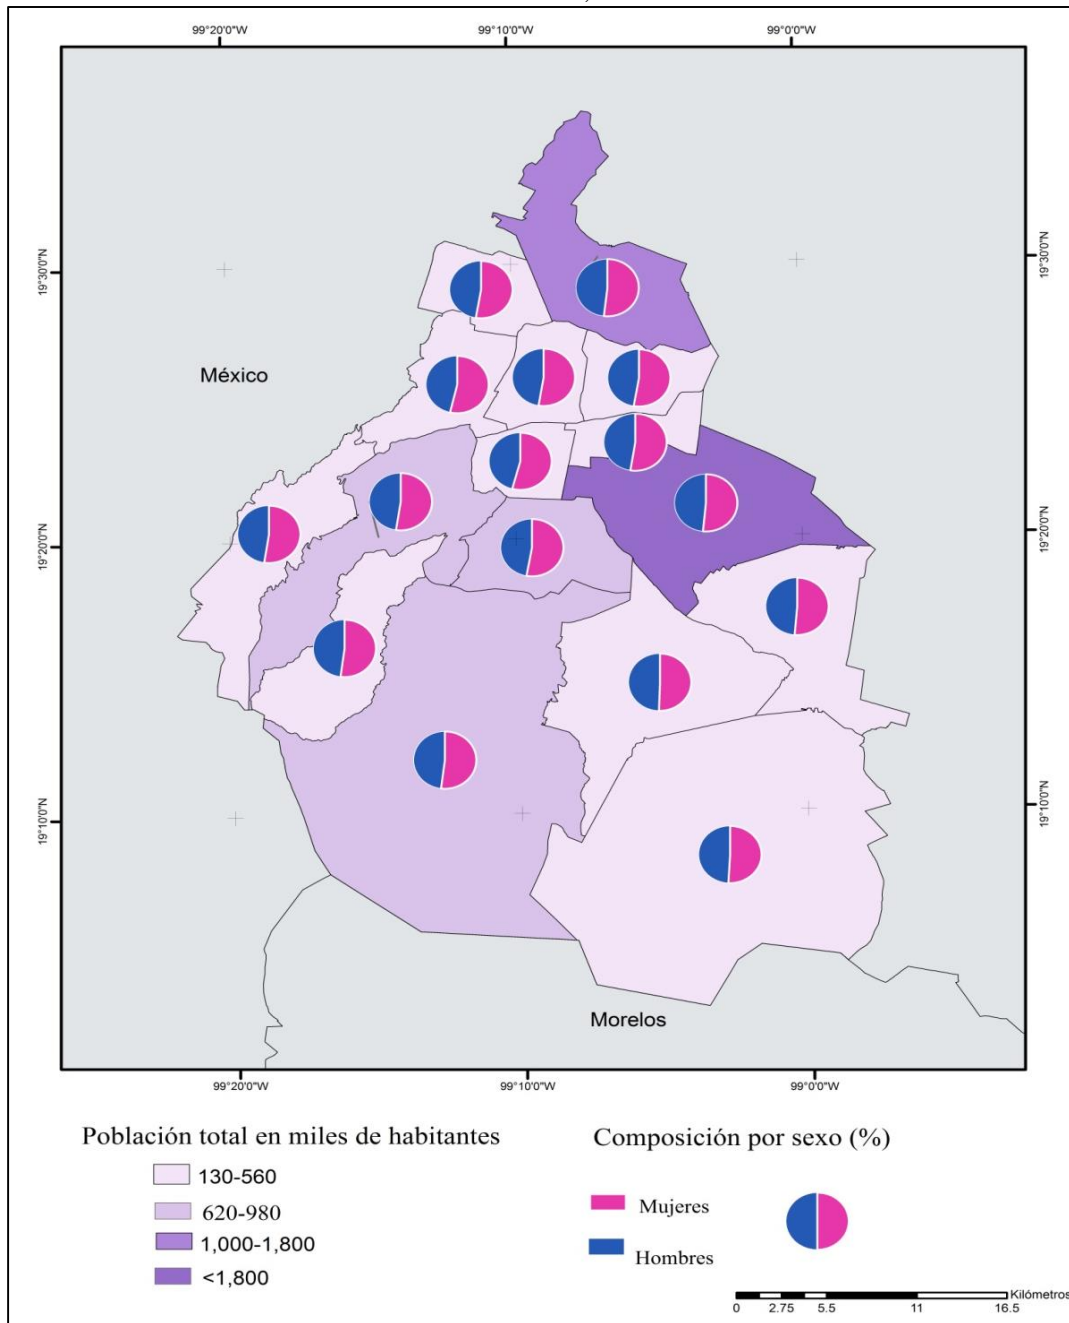 99°20'0"W 99°10'0"W 99°0'0"W
19°30'0"N 19°30'0"N
México
19°20'0"N 19°20'0"N
19°10'0"N 19°10'0"N
Morelos
99°20'0"W 99°10'0"W 99°0'0"W
Población total en miles de habitantes
130-560
620-980
1,000-1,800
<1,800
Composición por sexo (%)
Mujeres
Hombres
Kilómetros
0 2.75 5.5 11 16.5